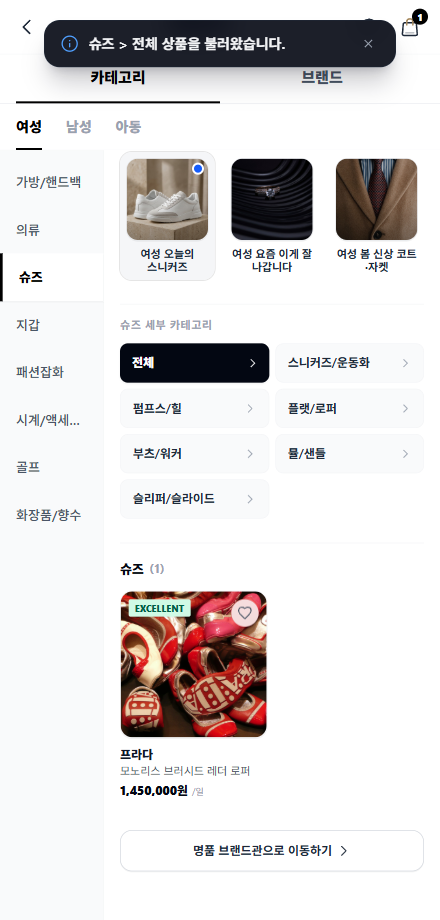 슈즈 > 전체 상품을 불러왔습니다.
1
카테고리
브랜드
여성
남성
아동
가방/핸드백
의류
슈즈
지갑
패션잡화
시계/액세...
골프
화장품/향수
여성 오늘의
스니커즈
여성 요즘 이게 잘
나갑니다
여성 봄 신상 코트
·자켓
슈즈 세부 카테고리
전체
스니커즈/운동화
펌프스/힐
플랫/로퍼
부츠/워커
뮬/샌들
슬리퍼/슬라이드
슈즈 (1)
EXCELLENT
프라다
모노리스 브러시드 레더 로퍼
1,450,000원 /일
명품 브랜드관으로 이동하기